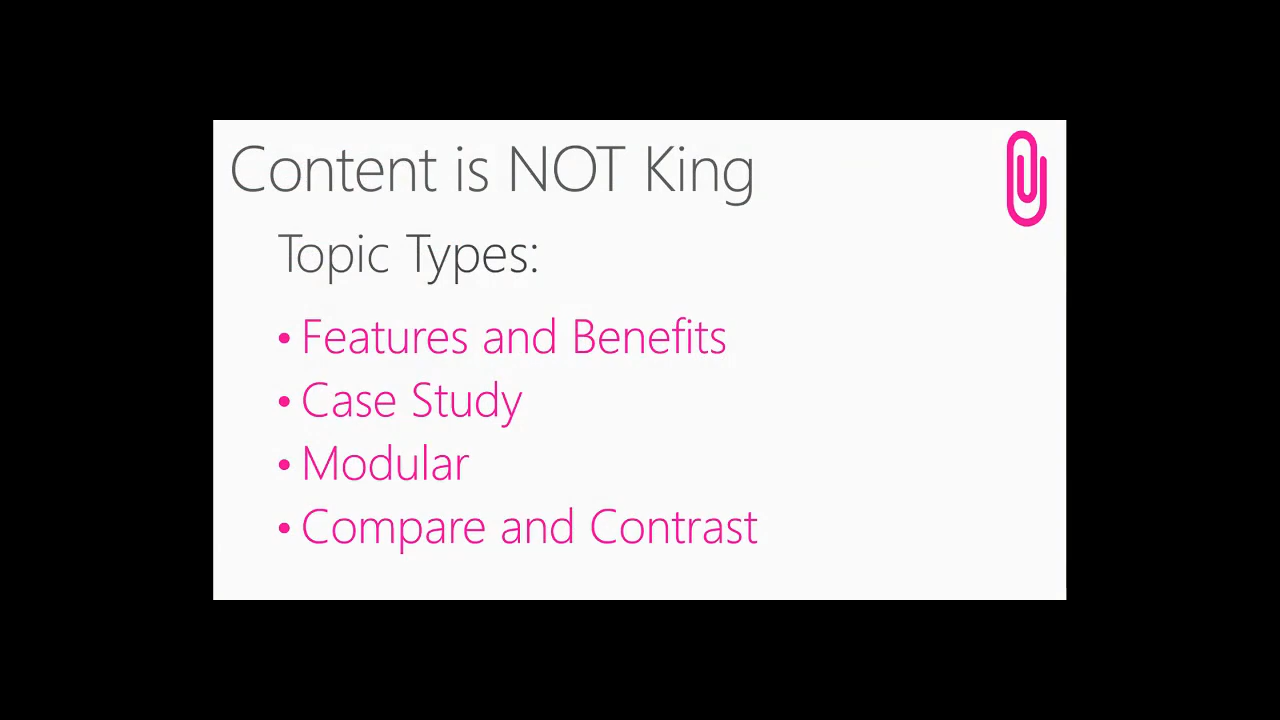 Content is NOT King
Topic Types:
• Features and Benefits
• Case Study
• Modular
• Compare and Contrast